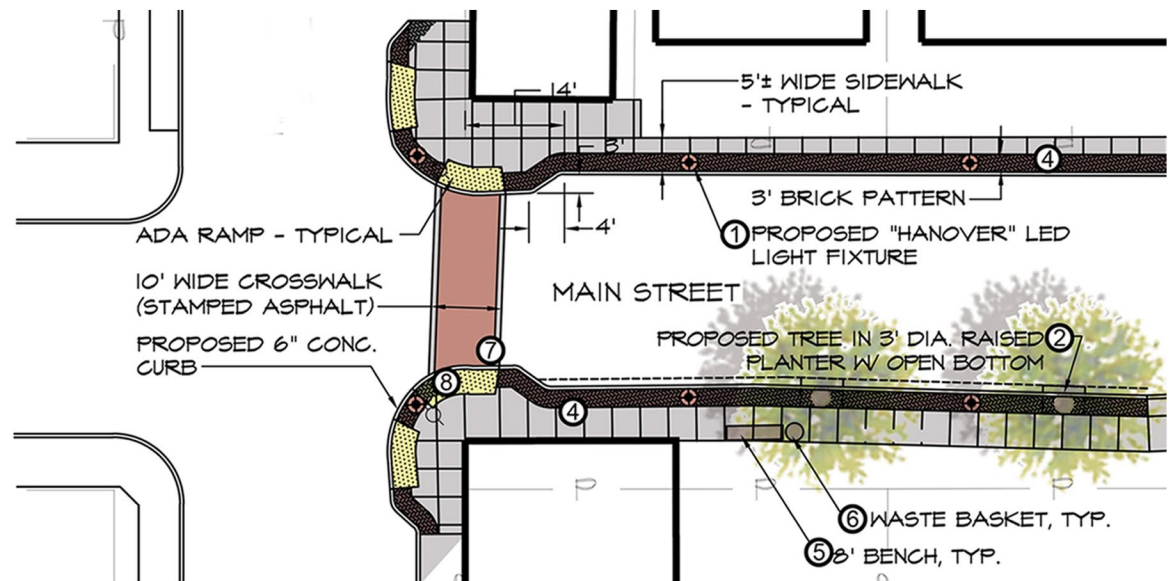 14'
5'± WIDE SIDEWALK
- TYPICAL
3'
4
3' BRICK PATTERN
ADA RAMP - TYPICAL
4'
1 PROPOSED "HANOVER" LED
LIGHT FIXTURE
10' WIDE CROSSWALK
(STAMPED ASPHALT)
MAIN STREET
PROPOSED 6" CONC.
CURB
7
PROPOSED TREE IN 3' DIA. RAISED 2
PLANTER W/ OPEN BOTTOM
8
4
6 WASTE BASKET, TYP.
5 8' BENCH, TYP.